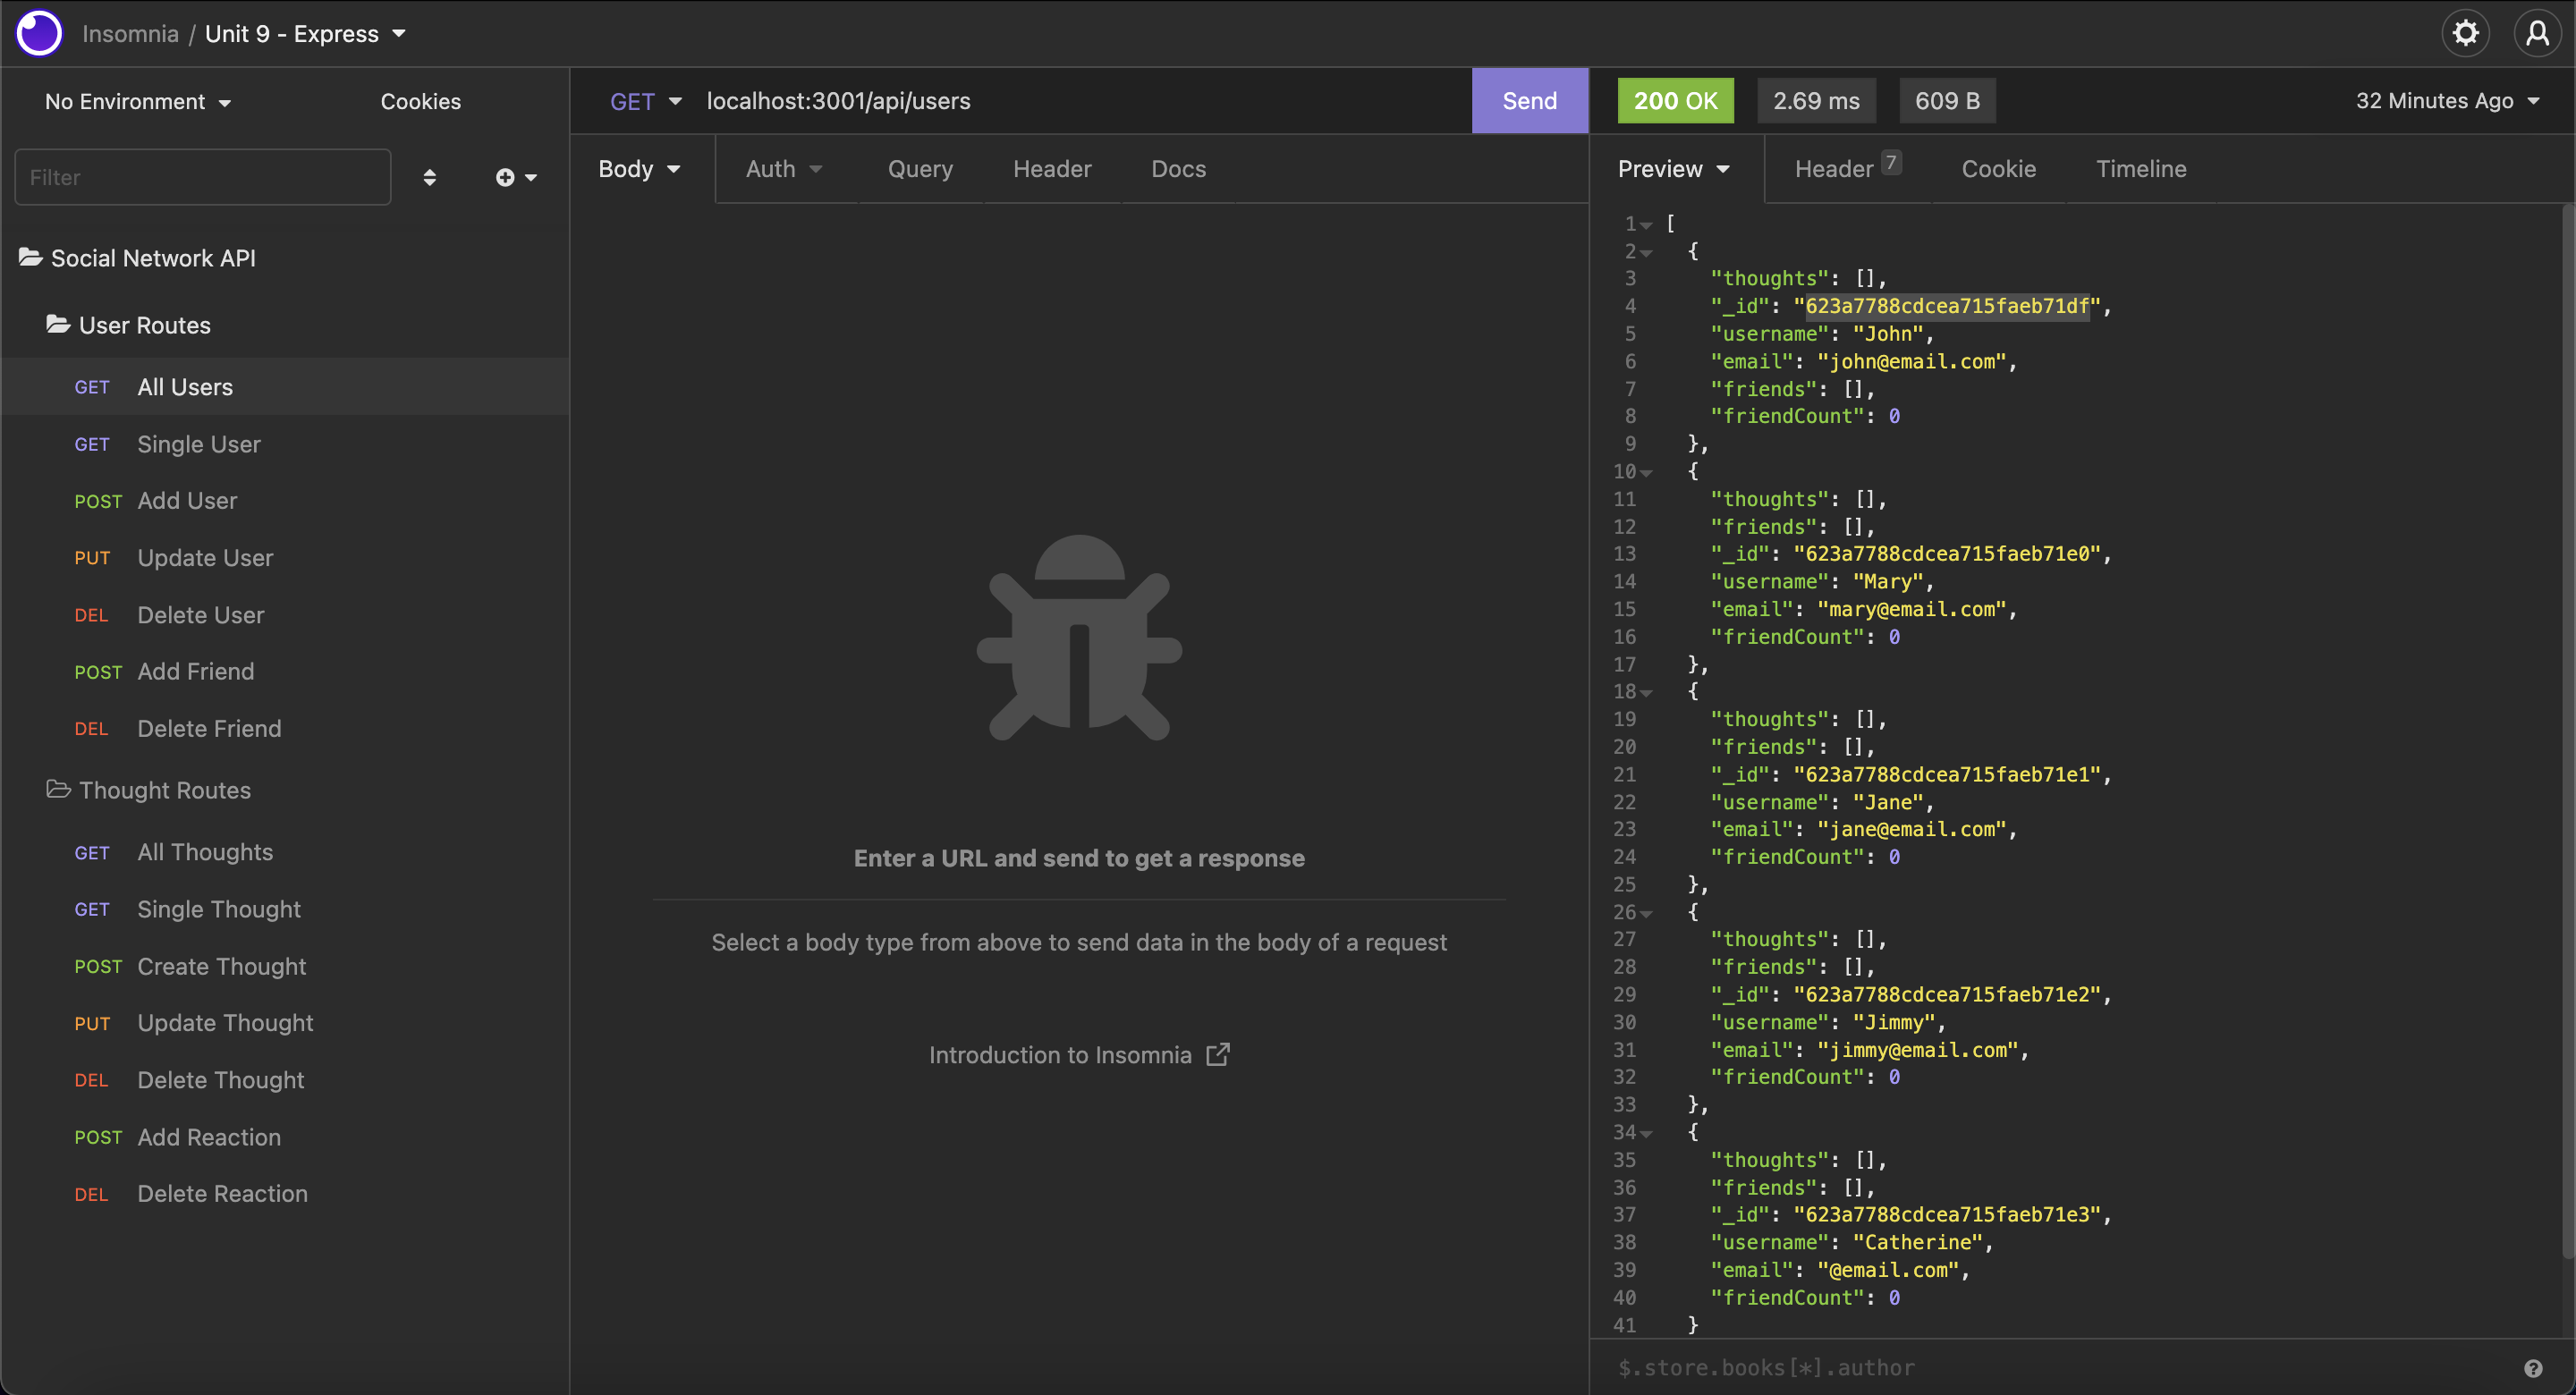 Insomnia / Unit 9 - Express
No Environment
Cookies
Filter
Social Network API
User Routes
GET All Users
GET Single User
POST Add User
PUT Update User
DEL Delete User
POST Add Friend
DEL Delete Friend
Thought Routes
GET All Thoughts
GET Single Thought
POST Create Thought
PUT Update Thought
DEL Delete Thought
POST Add Reaction
DEL Delete Reaction
GET localhost:3001/api/users Send
Body Auth Query Header Docs
Enter a URL and send to get a response
Select a body type from above to send data in the body of a request
Introduction to Insomnia
200 OK 2.69 ms 609 B 32 Minutes Ago
Preview Header 7 Cookie Timeline
1 [
2 {
3 "thoughts": [],
4 "_id": "623a7788cdcea715faeb71df",
5 "username": "John",
6 "email": "john@email.com",
7 "friends": [],
8 "friendCount": 0
9 },
10 {
11 "thoughts": [],
12 "friends": [],
13 "_id": "623a7788cdcea715faeb71e0",
14 "username": "Mary",
15 "email": "mary@email.com",
16 "friendCount": 0
17 },
18 {
19 "thoughts": [],
20 "friends": [],
21 "_id": "623a7788cdcea715faeb71e1",
22 "username": "Jane",
23 "email": "jane@email.com",
24 "friendCount": 0
25 },
26 {
27 "thoughts": [],
28 "friends": [],
29 "_id": "623a7788cdcea715faeb71e2",
30 "username": "Jimmy",
31 "email": "jimmy@email.com",
32 "friendCount": 0
33 },
34 {
35 "thoughts": [],
36 "friends": [],
37 "_id": "623a7788cdcea715faeb71e3",
38 "username": "Catherine",
39 "email": "@email.com",
40 "friendCount": 0
41 }
$.store.books[*].author